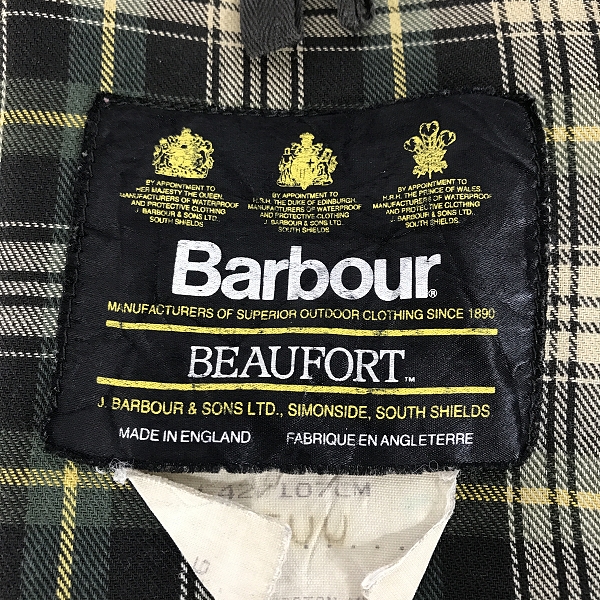 BY APPOINTMENT TO
HER MAJESTY THE QUEEN.
MANUFACTURERS OF WATERPROOF
AND PROTECTIVE CLOTHING
J. BARBOUR & SONS LTD.
SOUTH SHIELDS
BY APPOINTMENT TO
H.R.H. THE DUKE OF EDINBURGH.
MANUFACTURERS OF WATERPROOF
AND PROTECTIVE CLOTHING
J. BARBOUR & SONS LTD.
SOUTH SHIELDS
BY APPOINTMENT TO
H.R.H. THE PRINCE OF WALES.
MANUFACTURERS OF WATERPROOF
AND PROTECTIVE CLOTHING
J. BARBOUR & SONS LTD.
SOUTH SHIELDS.
Barbour®
MANUFACTURERS OF SUPERIOR OUTDOOR CLOTHING SINCE 1890
BEAUFORT™
J. BARBOUR & SONS LTD., SIMONSIDE, SOUTH SHIELDS.
MADE IN ENGLAND FABRIQUE EN ANGLETERRE
42/107CM